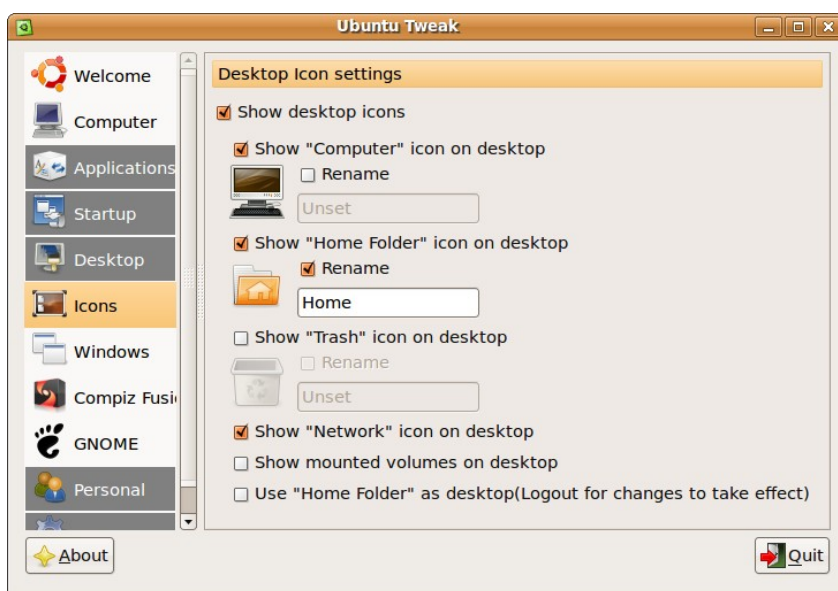 Ubuntu Tweak
Welcome
Computer
Applications
Startup
Desktop
Icons
Windows
Compiz Fusi
GNOME
Personal
Desktop Icon settings
Show desktop icons
Show "Computer" icon on desktop
Rename
Unset
Show "Home Folder" icon on desktop
Rename
Home
Show "Trash" icon on desktop
Rename
Unset
Show "Network" icon on desktop
Show mounted volumes on desktop
Use "Home Folder" as desktop(Logout for changes to take effect)
About
Quit